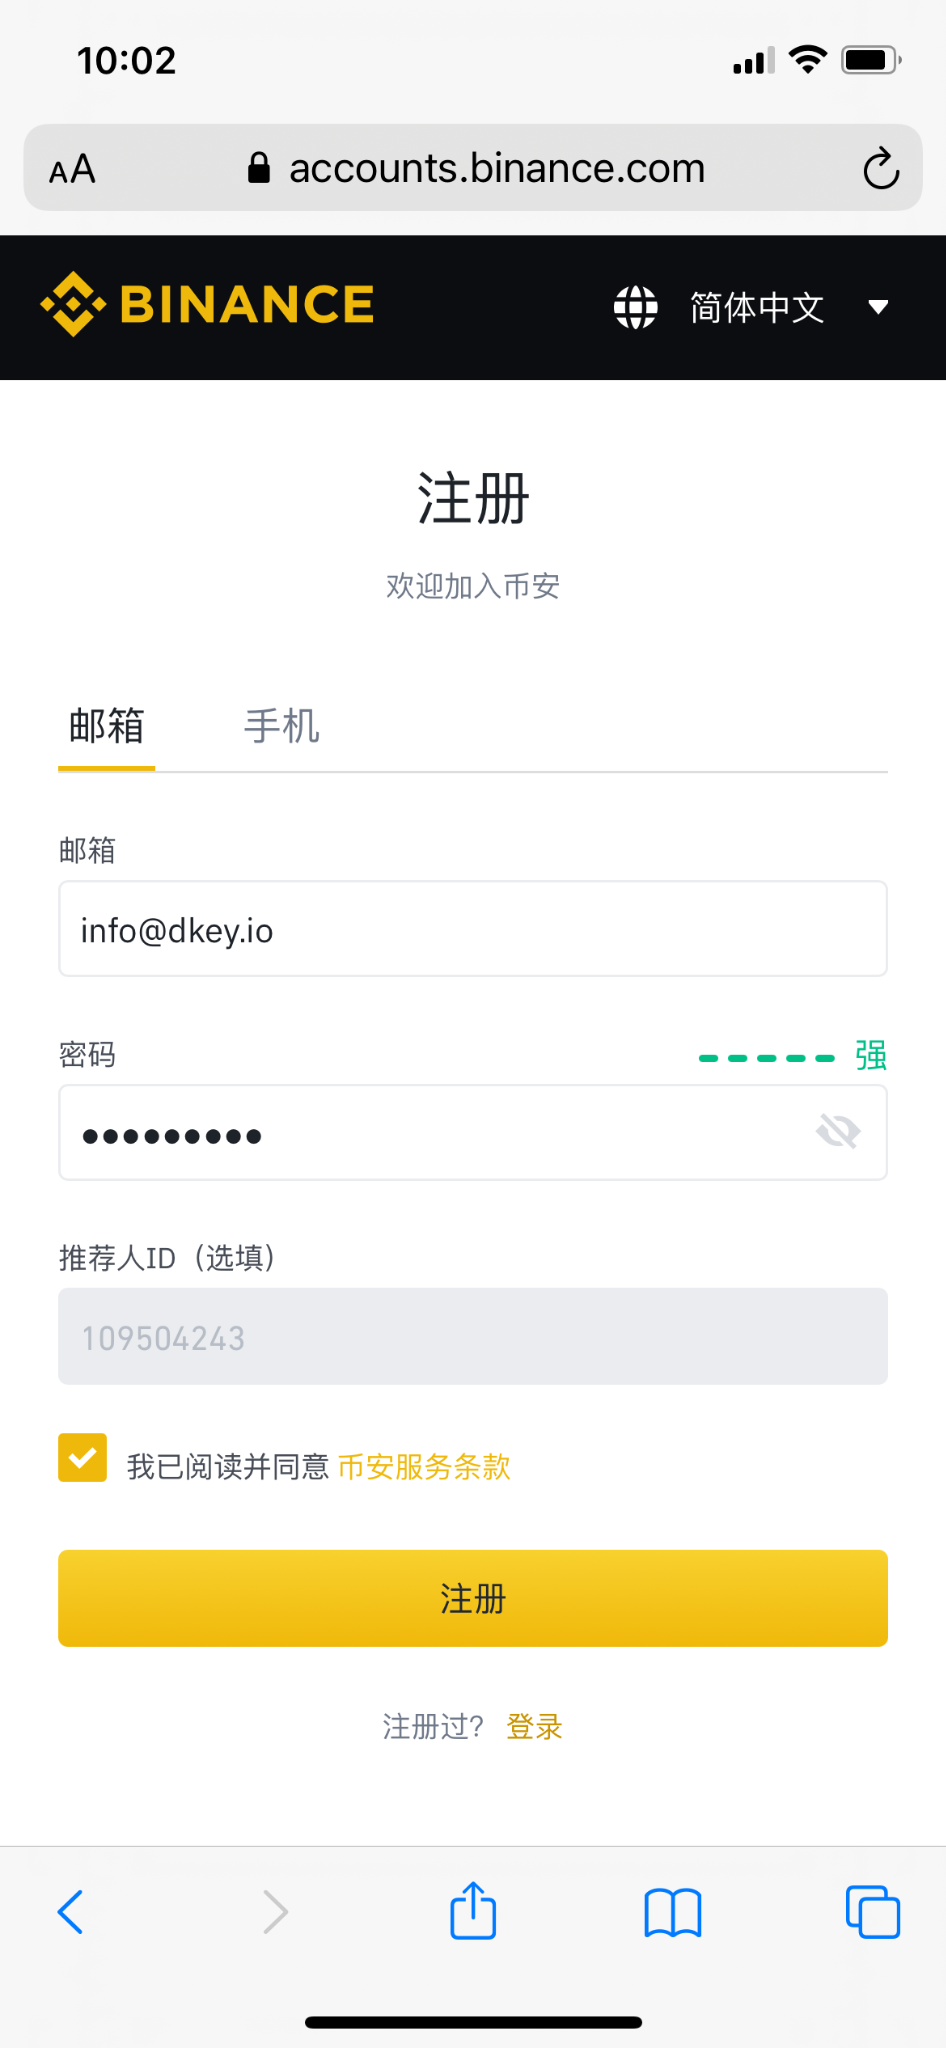 10:02
AA accounts.binance.com
BINANCE 简体中文
注册
欢迎加入币安
邮箱 手机
邮箱
info@dkey.io
密码 强
•••••••••
推荐人ID（选填）
109504243
我已阅读并同意 币安服务条款
注册
注册过? 登录